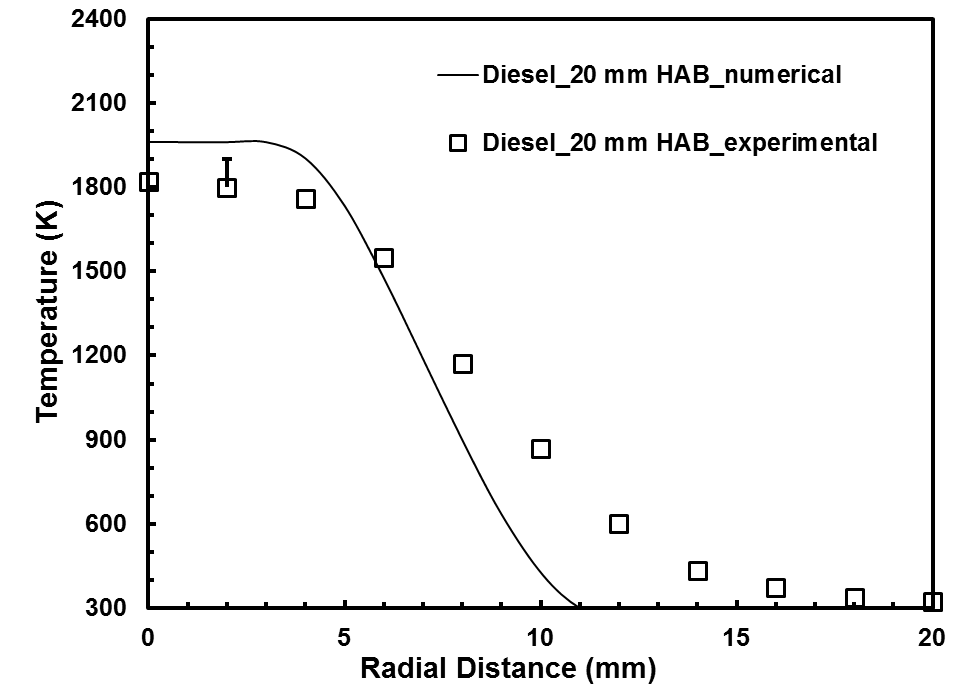 2400
2100
1800
1500
1200
900
600
300
Temperature (K)
Diesel_20 mm HAB_numerical
Diesel_20 mm HAB_experimental
0 5 10 15 20
Radial Distance (mm)